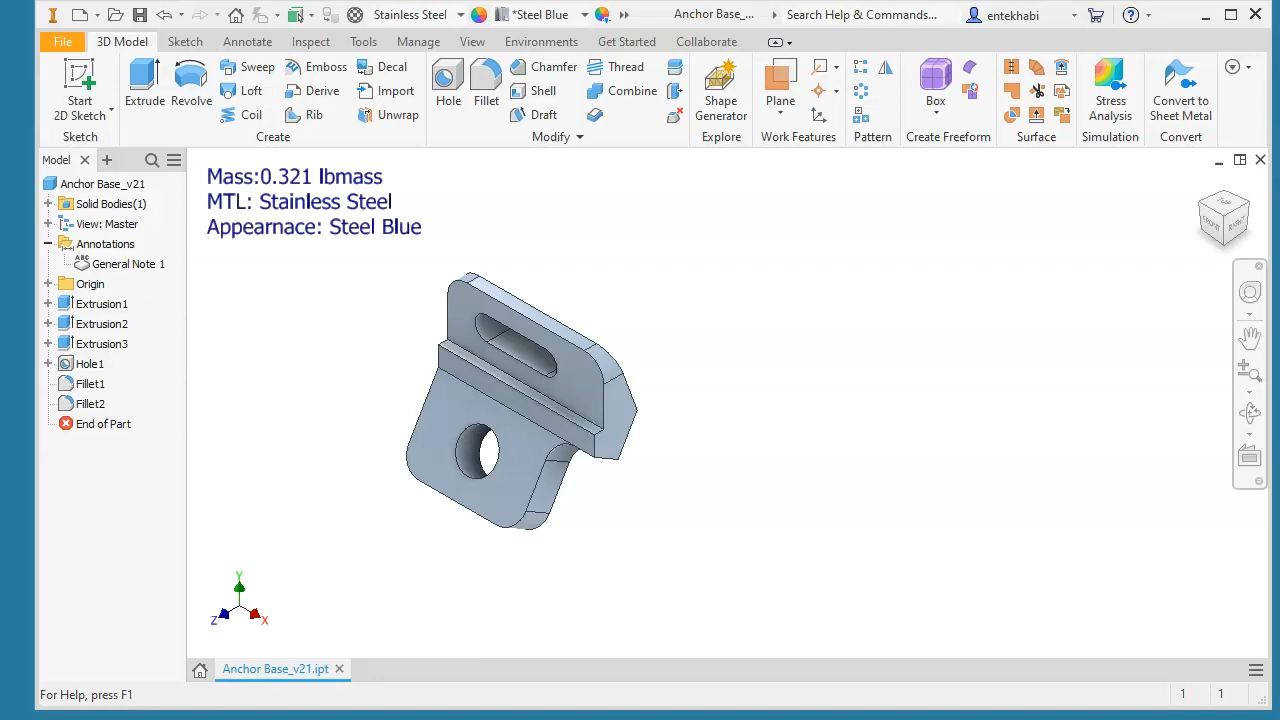 Stainless Steel
*Steel Blue
Anchor Base_...
Search Help & Commands...
entekhabi
File
3D Model
Sketch
Annotate
Inspect
Tools
Manage
View
Environments
Get Started
Collaborate
Start
2D Sketch
Sketch
Extrude
Revolve
Sweep
Loft
Coil
Emboss
Derive
Rib
Decal
Import
Unwrap
Create
Hole
Fillet
Chamfer
Shell
Draft
Thread
Combine
Modify
Shape
Generator
Explore
Plane
Work Features
Pattern
Box
Create Freeform
Surface
Stress
Analysis
Simulation
Convert to
Sheet Metal
Convert
Model
Anchor Base_v21
Solid Bodies(1)
View: Master
Annotations
General Note 1
Origin
Extrusion1
Extrusion2
Extrusion3
Hole1
Fillet1
Fillet2
End of Part
Mass:0.321 lbmass
MTL: Stainless Steel
Appearnace: Steel Blue
TOP
FRONT
RIGHT
Y
Z
X
Anchor Base_v21.ipt
For Help, press F1
1
1